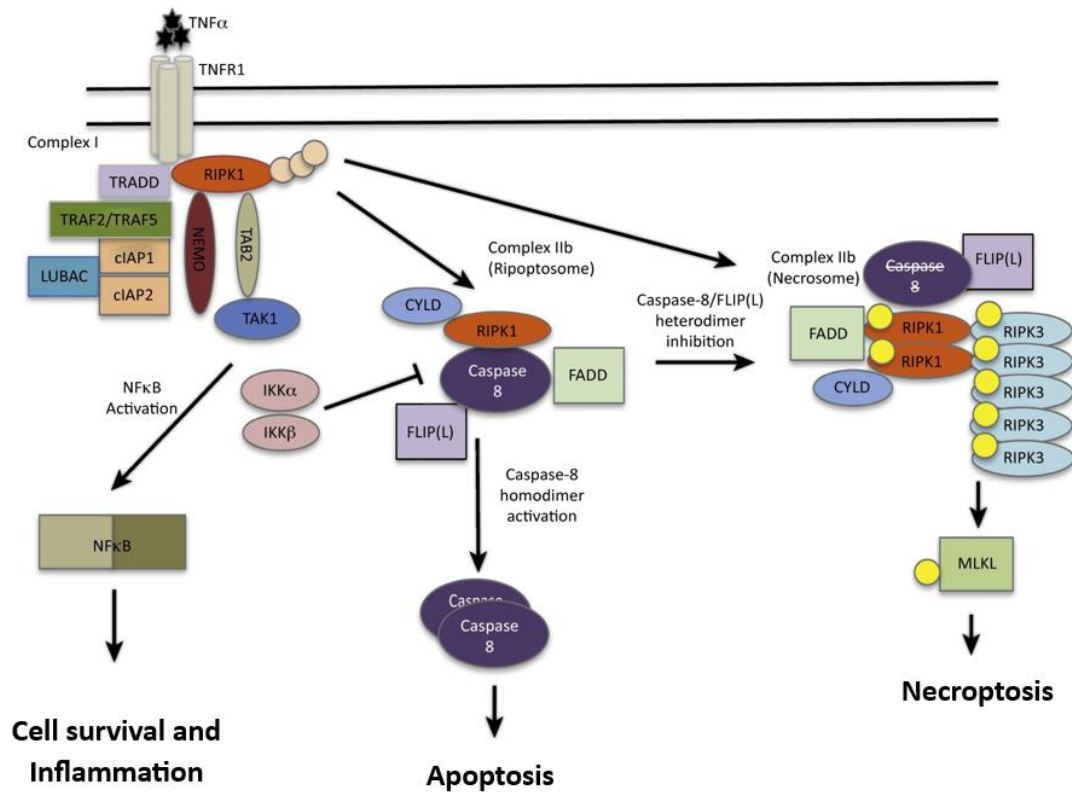 TNFα
TNFR1
Complex I
TRADD
RIPK1
TRAF2/TRAF5
NEMO
TAB2
cIAP1
LUBAC
cIAP2
TAK1
Complex IIb
(Ripoptosome)
CYLD
RIPK1
Caspase
8
FADD
FLIP(L)
IKKα
IKKβ
NFκB
Activation
Caspase-8/FLIP(L)
heterodimer
inhibition
Complex IIb
(Necrosome)
Caspase
8
FLIP(L)
FADD
RIPK1
RIPK1
CYLD
RIPK3
RIPK3
RIPK3
RIPK3
RIPK3
Caspase-8
homodimer
activation
NFκB
Caspase
Caspase
8
MLKL
Cell survival and
Inflammation
Apoptosis
Necroptosis